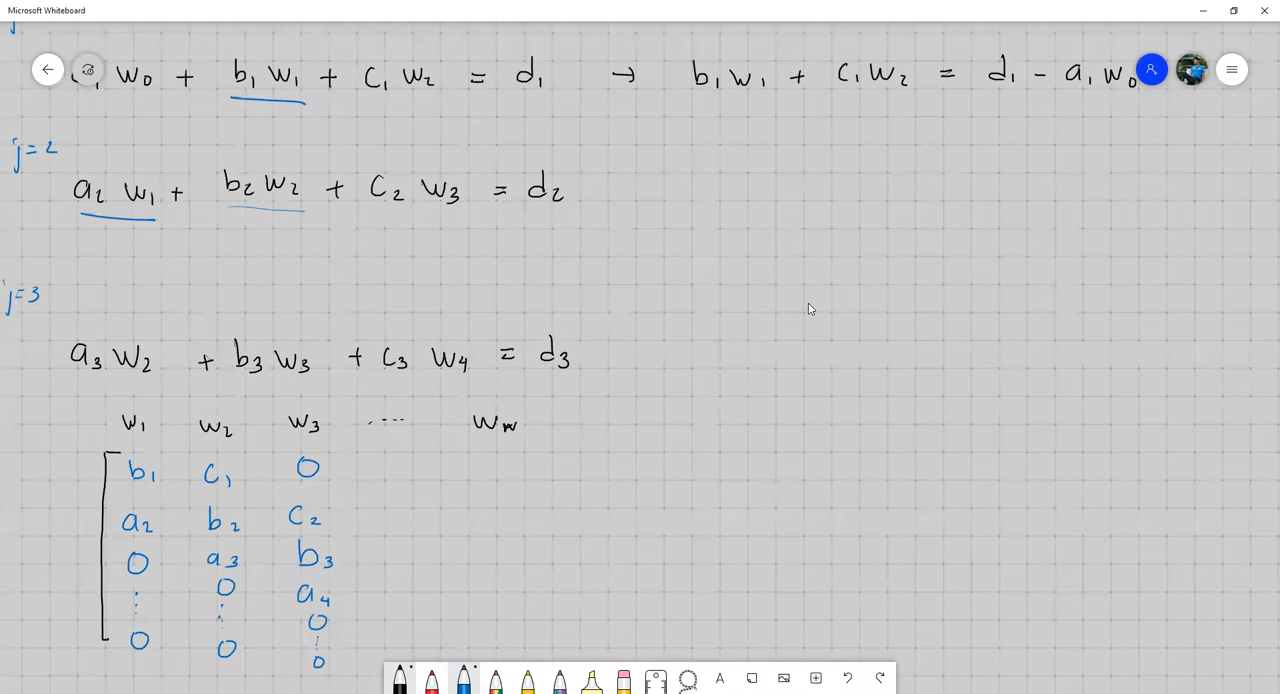 Microsoft Whiteboard
₁ w₀ + b₁ w₁ + c₁ w₂ = d₁ → b₁ w₁ + c₁ w₂ = d₁ - a₁ w₀
j=2
a₂ w₁ + b₂ w₂ + c₂ w₃ = d₂
j=3
a₃ w₂ + b₃ w₃ + c₃ w₄ = d₃
w₁ w₂ w₃ ....
b₁ c₁ 0
a₂ b₂ c₂
0 a₃ b₃
⋮ 0 a₄
⋮ 0
0 0 ⋮
0
A